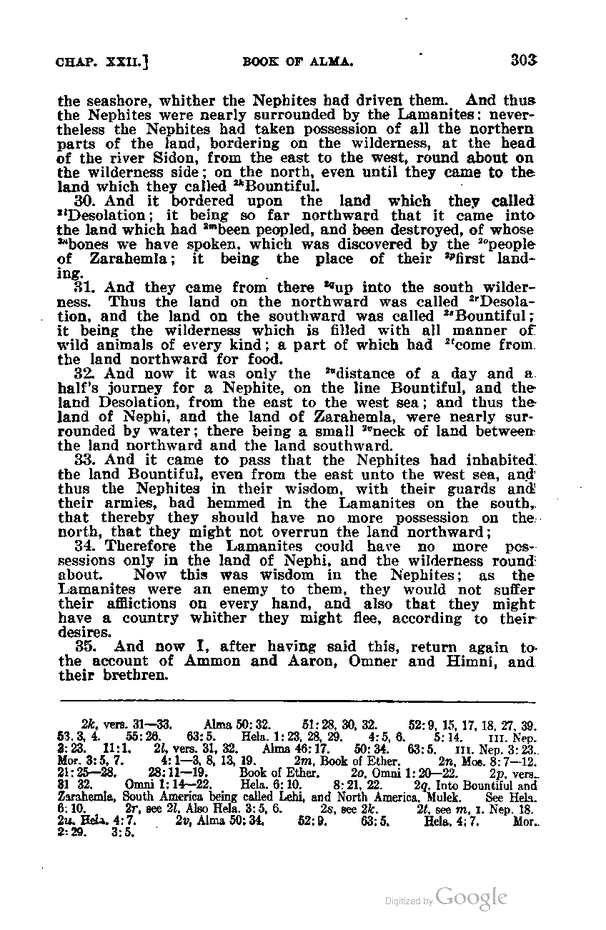 CHAP. XXII.] BOOK OF ALMA. 303
the seashore, whither the Nephites had driven them. And thus
the Nephites were nearly surrounded by the Lamanites: never-
theless the Nephites had taken possession of all the northern
parts of the land, bordering on the wilderness, at the head
of the river Sidon, from the east to the west, round about on
the wilderness side; on the north, even until they came to the
land which they called 2kBountiful.
30. And it bordered upon the land which they called
2lDesolation; it being so far northward that it came into
the land which had 2mbeen peopled, and been destroyed, of whose
2nbones we have spoken, which was discovered by the 2opeople
of Zarahemla; it being the place of their 2pfirst land-
ing.
31. And they came from there 2qup into the south wilder-
ness. Thus the land on the northward was called 2rDesola-
tion, and the land on the southward was called 2sBountiful;
it being the wilderness which is filled with all manner of
wild animals of every kind; a part of which had 2tcome from
the land northward for food.
32. And now it was only the 2udistance of a day and a
half's journey for a Nephite, on the line Bountiful, and the
land Desolation, from the east to the west sea; and thus the
land of Nephi, and the land of Zarahemla, were nearly sur-
rounded by water; there being a small 2vneck of land between
the land northward and the land southward.
33. And it came to pass that the Nephites had inhabited
the land Bountiful, even from the east unto the west sea, and
thus the Nephites in their wisdom, with their guards and
their armies, had hemmed in the Lamanites on the south,
that thereby they should have no more possession on the
north, that they might not overrun the land northward;
34. Therefore the Lamanites could have no more pos-
sessions only in the land of Nephi, and the wilderness round
about. Now this was wisdom in the Nephites; as the
Lamanites were an enemy to them, they would not suffer
their afflictions on every hand, and also that they might
have a country whither they might flee, according to their
desires.
35. And now I, after having said this, return again to
the account of Ammon and Aaron, Omner and Himni, and
their brethren.
2k, vers. 31—33. Alma 50:32. 51:28, 30, 32. 52:9, 15, 17, 18, 27, 39.
53:3, 4. 55:26. 63:5. Hela. 1:23, 28, 29. 4:5, 6. 5:14. III. Nep.
3:23. 11:1. 2l, vers. 31, 32. Alma 46:17. 50:34. 63:5. III. Nep. 3:23.
Mor. 3:5, 7. 4:1—3, 8, 13, 19. 2m, Book of Ether. 2n, Mos. 8:7—12.
21:25—28. 28:11—19. Book of Ether. 2o, Omni 1:20—22. 2p, vers.
31 32. Omni 1:14—22. Hela. 6:10. 8:21, 22. 2q, Into Bountiful and
Zarahemla, South America being called Lehi, and North America, Mulek. See Hela.
6:10. 2r, see 2l. Also Hela. 3:5, 6. 2s, see 2k. 2t, see m, I. Nep. 18.
2u, Hela. 4:7. 2v, Alma 50:34. 52:9. 63:5. Hela. 4:7. Mor.
2:29. 3:5.
Digitized by Google